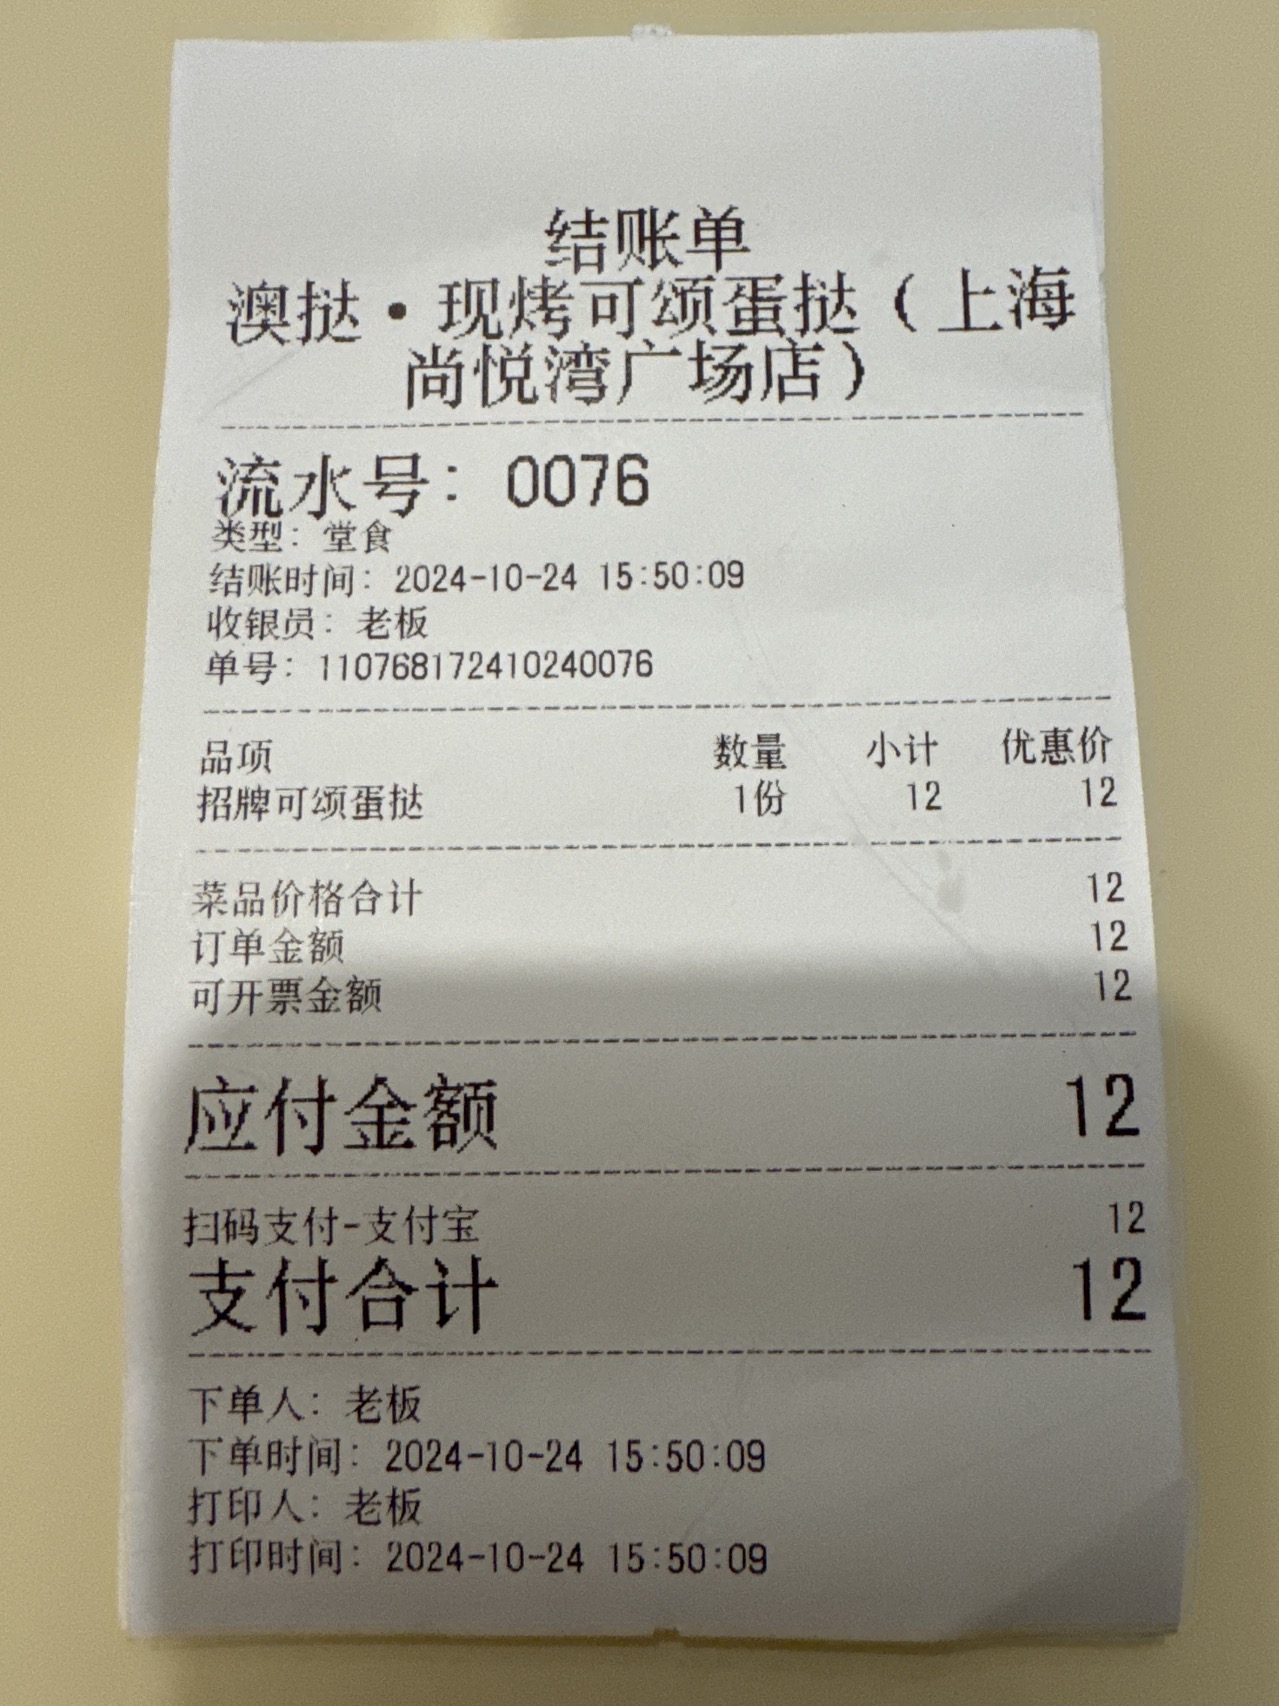 结账单
澳挞·现烤可颂蛋挞（上海
尚悦湾广场店）
流水号：0076
类型：堂食
结账时间：2024-10-24 15:50:09
收银员：老板
单号：110768172410240076
品项 数量 小计 优惠价
招牌可颂蛋挞 1份 12 12
菜品价格合计 12
订单金额 12
可开票金额 12
应付金额 12
扫码支付-支付宝 12
支付合计 12
下单人：老板
下单时间：2024-10-24 15:50:09
打印人：老板
打印时间：2024-10-24 15:50:09